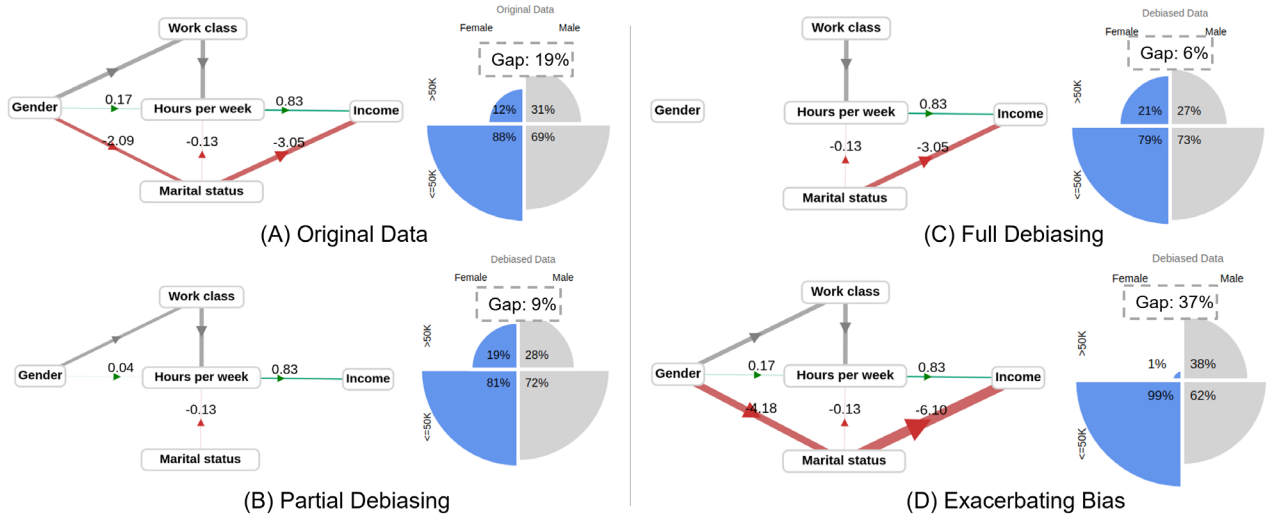 Work class
Gender
0.17
Hours per week
0.83
Income
-2.09
-0.13
-3.05
Marital status
Original Data
Female
Male
Gap: 19%
>50K
12%
31%
88%
69%
<=50K
(A) Original Data
Work class
Gender
Hours per week
0.83
Income
-0.13
-3.05
Marital status
Debiased Data
Female
Male
Gap: 6%
>50K
21%
27%
79%
73%
<=50K
(C) Full Debiasing
Work class
Gender
0.04
Hours per week
0.83
Income
-0.13
Marital status
Debiased Data
Female
Male
Gap: 9%
>50K
19%
28%
81%
72%
<=50K
(B) Partial Debiasing
Work class
Gender
0.17
Hours per week
0.83
Income
-4.18
-0.13
-6.10
Marital status
Debiased Data
Female
Male
Gap: 37%
>50K
1%
38%
99%
62%
<=50K
(D) Exacerbating Bias